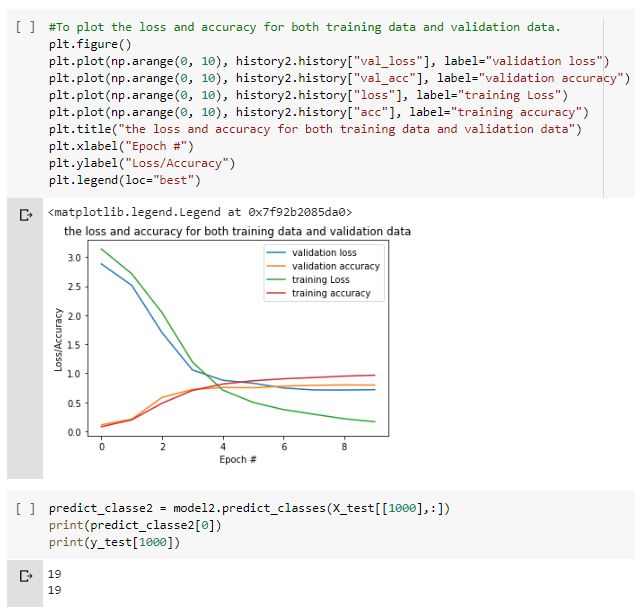 [ ] #To plot the loss and accuracy for both training data and validation data.
plt.figure()
plt.plot(np.arange(0, 10), history2.history["val_loss"], label="validation loss")
plt.plot(np.arange(0, 10), history2.history["val_acc"], label="validation accuracy")
plt.plot(np.arange(0, 10), history2.history["loss"], label="training Loss")
plt.plot(np.arange(0, 10), history2.history["acc"], label="training accuracy")
plt.title("the loss and accuracy for both training data and validation data")
plt.xlabel("Epoch #")
plt.ylabel("Loss/Accuracy")
plt.legend(loc="best")
<matplotlib.legend.Legend at 0x7f92b2085da0>
the loss and accuracy for both training data and validation data
validation loss
validation accuracy
training Loss
training accuracy
3.0
2.5
2.0
1.5
1.0
0.5
0.0
Loss/Accuracy
0 2 4 6 8
Epoch #
[ ] predict_classe2 = model2.predict_classes(X_test[[1000],:])
print(predict_classe2[0])
print(y_test[1000])
19
19